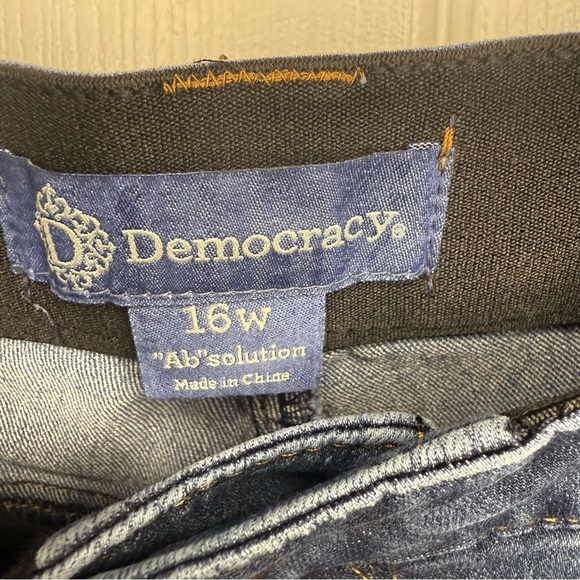 D Democracy®
16W
"Ab"solution
Made in China